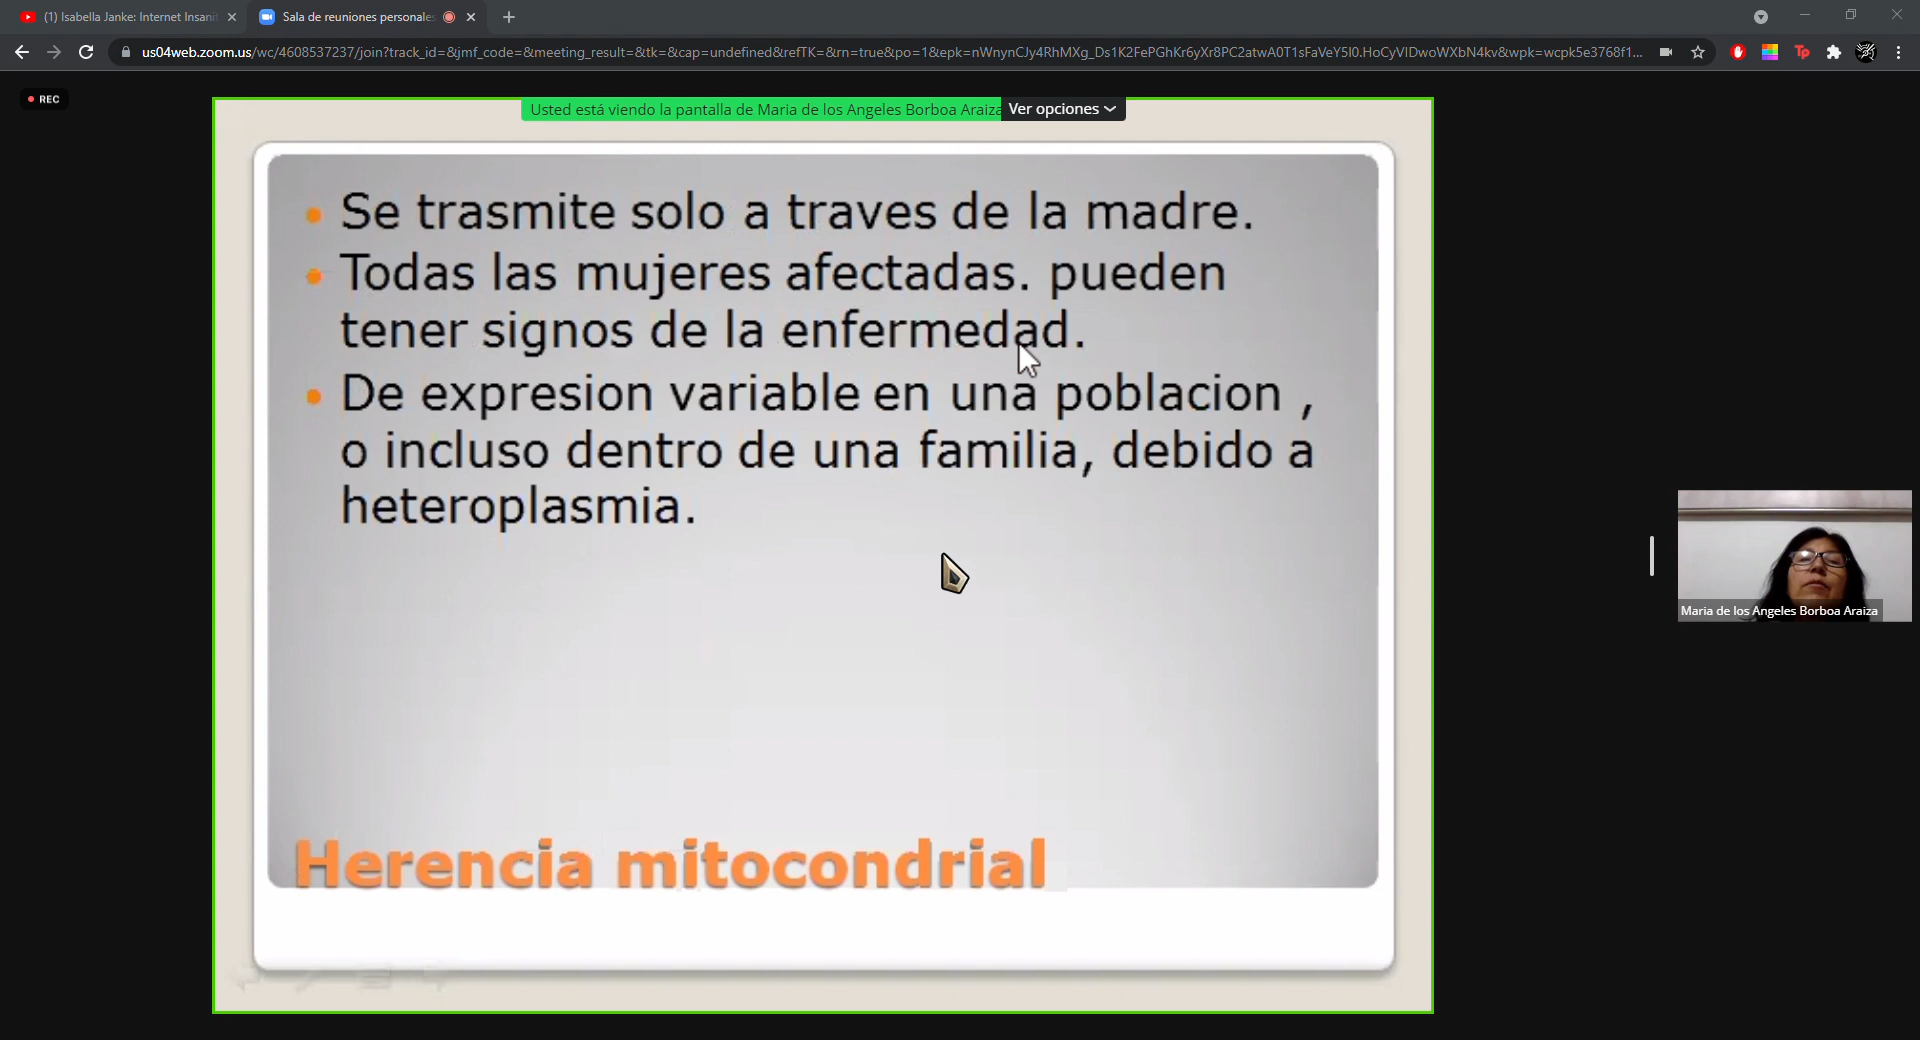 (1) Isabella Janke: Internet Insanit
Sala de reuniones personales
us04web.zoom.us/wc/4608537237/join?track_id=&jmf_code=&meeting_result=&tk=&cap=undefined&refTK=&rn=true&po=1&epk=nWnynCJy4RhMXg_Ds1K2FePGhKr6yXr8PC2atwA0T1sFaVeY5I0.HoCyVIDwoWXbN4kv&wpk=wcpk5e3768f1...
Tp
REC
Usted está viendo la pantalla de Maria de los Angeles Borboa Araiza
Ver opciones
• Se trasmite solo a traves de la madre.
• Todas las mujeres afectadas. pueden
tener signos de la enfermedad.
• De expresion variable en una poblacion ,
o incluso dentro de una familia, debido a
heteroplasmia.
Maria de los Angeles Borboa Araiza
Herencia mitocondrial